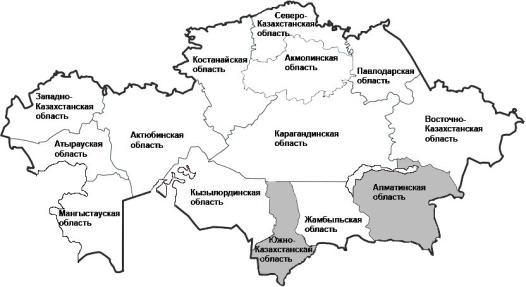 Северо-
Казахстанская
область
Костанайская
область
Акмолинская
область
Павлодарская
область
Западно-
Казахстанская
область
Восточно-
Казахстанская
область
Атырауская
область
Актюбинская
область
Карагандинская
область
Мангыстауская
область
Кызылординская
область
Алматинская
область
Жамбыльская
область
Южно-
Казахстанская
область